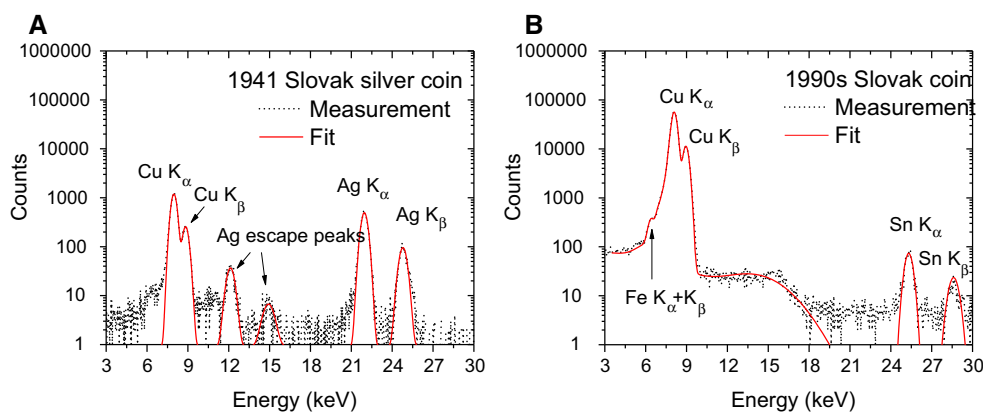 A
1000000
100000
10000
1000
100
10
1
Counts
1941 Slovak silver coin
Measurement
Fit
Cu Kα
Cu Kβ
Ag escape peaks
Ag Kα
Ag Kβ
3 6 9 12 15 18 21 24 27 30
Energy (keV)
B
1000000
100000
10000
1000
100
10
1
Counts
1990s Slovak coin
Measurement
Fit
Cu Kα
Cu Kβ
Fe Kα+Kβ
Sn Kα
Sn Kβ
3 6 9 12 15 18 21 24 27 30
Energy (keV)